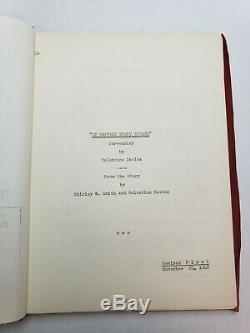 "IT HAPPENS EVERY SPRING"
Screenplay
by
Valentine Davies
----
From the Story
by
Shirley W. Smith and Valentine Davies
* * *
Revised Final
November 24, 1948